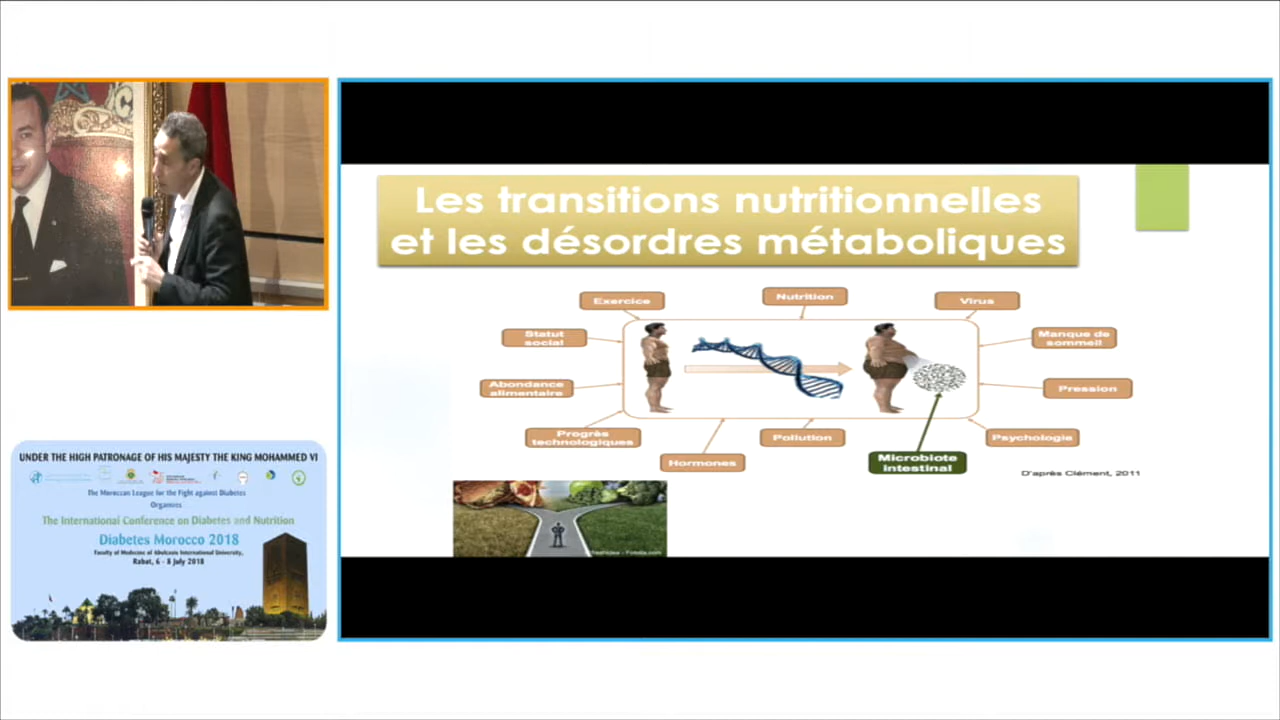 Les transitions nutritionnelles
et les désordres métaboliques
Exercice
Nutrition
Virus
Statut
social
Manque de
sommeil
Abondance
alimentaire
Pression
Progrès
technologiques
Pollution
Psychologie
Hormones
Microbiote
intestinal
D'après Clément, 2011
Fotolia.com
UNDER THE HIGH PATRONAGE OF HIS MAJESTY THE KING MOHAMMED VI
The Moroccan League for the Fight against Diabetes
Organizes
The International Conference on Diabetes and Nutrition
Diabetes Morocco 2018
Faculty of Medicine of Abulcasis International University,
Rabat, 6 - 8 July 2018